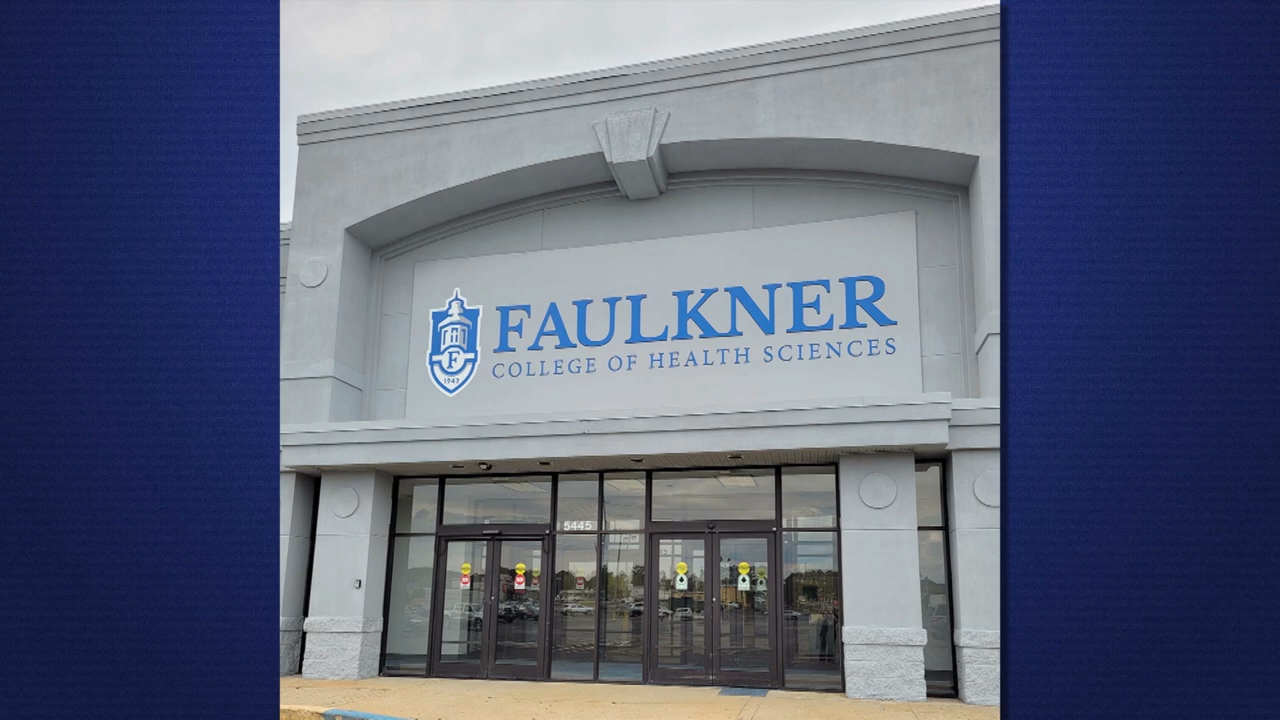 FAULKNER
COLLEGE OF HEALTH SCIENCES
F
1942
5445